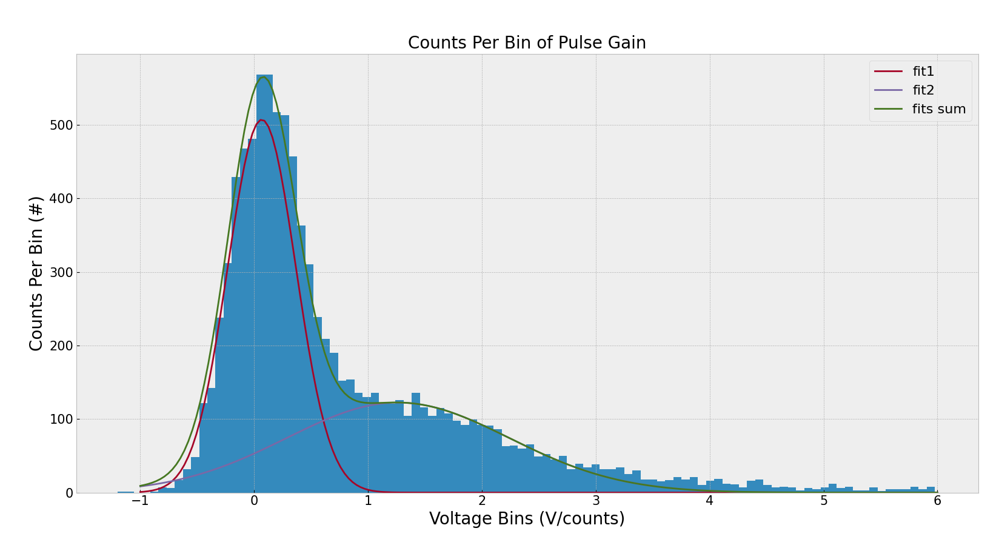 Counts Per Bin of Pulse Gain
fit1
fit2
fits sum
Counts Per Bin (#)
500
400
300
200
100
0
−1 0 1 2 3 4 5 6
Voltage Bins (V/counts)